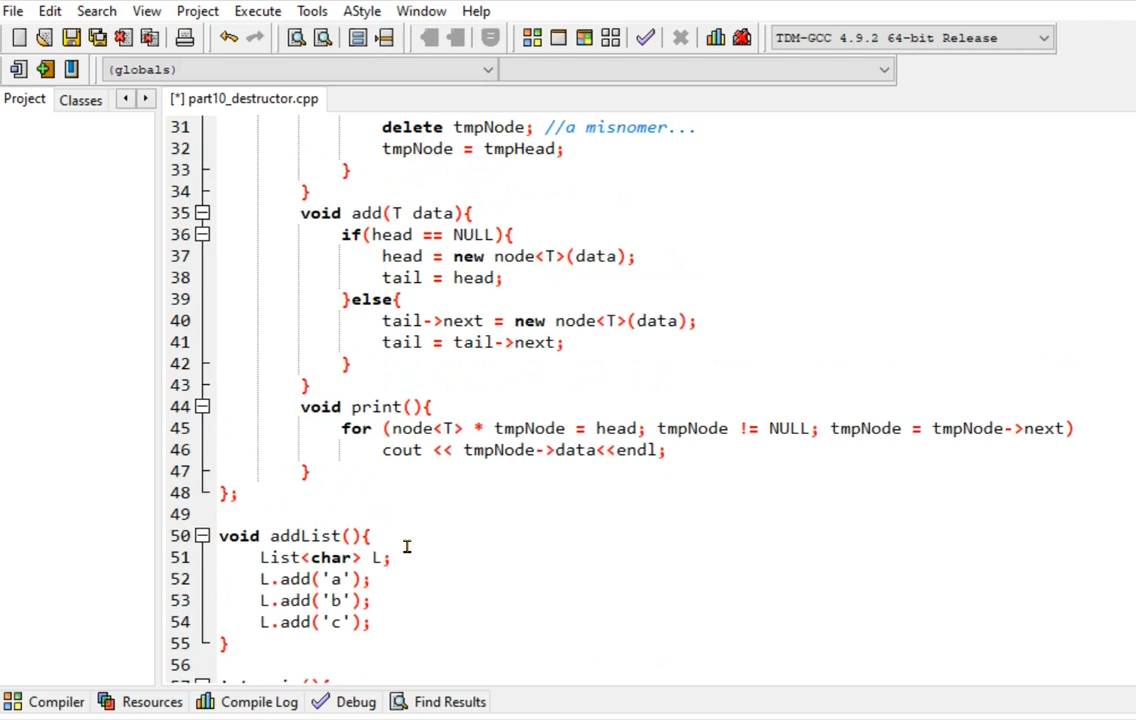 File Edit Search View Project Execute Tools AStyle Window Help
TDM-GCC 4.9.2 64-bit Release
(globals)
Project Classes [*] part10_destructor.cpp
31 delete tmpNode; //a misnomer...
32 tmpNode = tmpHead;
33 }
34 }
35 void add(T data){
36 if(head == NULL){
37 head = new node<T>(data);
38 tail = head;
39 }else{
40 tail->next = new node<T>(data);
41 tail = tail->next;
42 }
43 }
44 void print(){
45 for (node<T> * tmpNode = head; tmpNode != NULL; tmpNode = tmpNode->next)
46 cout << tmpNode->data<<endl;
47 }
48 };
49
50 void addList(){
51 List<char> L;
52 L.add('a');
53 L.add('b');
54 L.add('c');
55 }
56
Compiler Resources Compile Log Debug Find Results